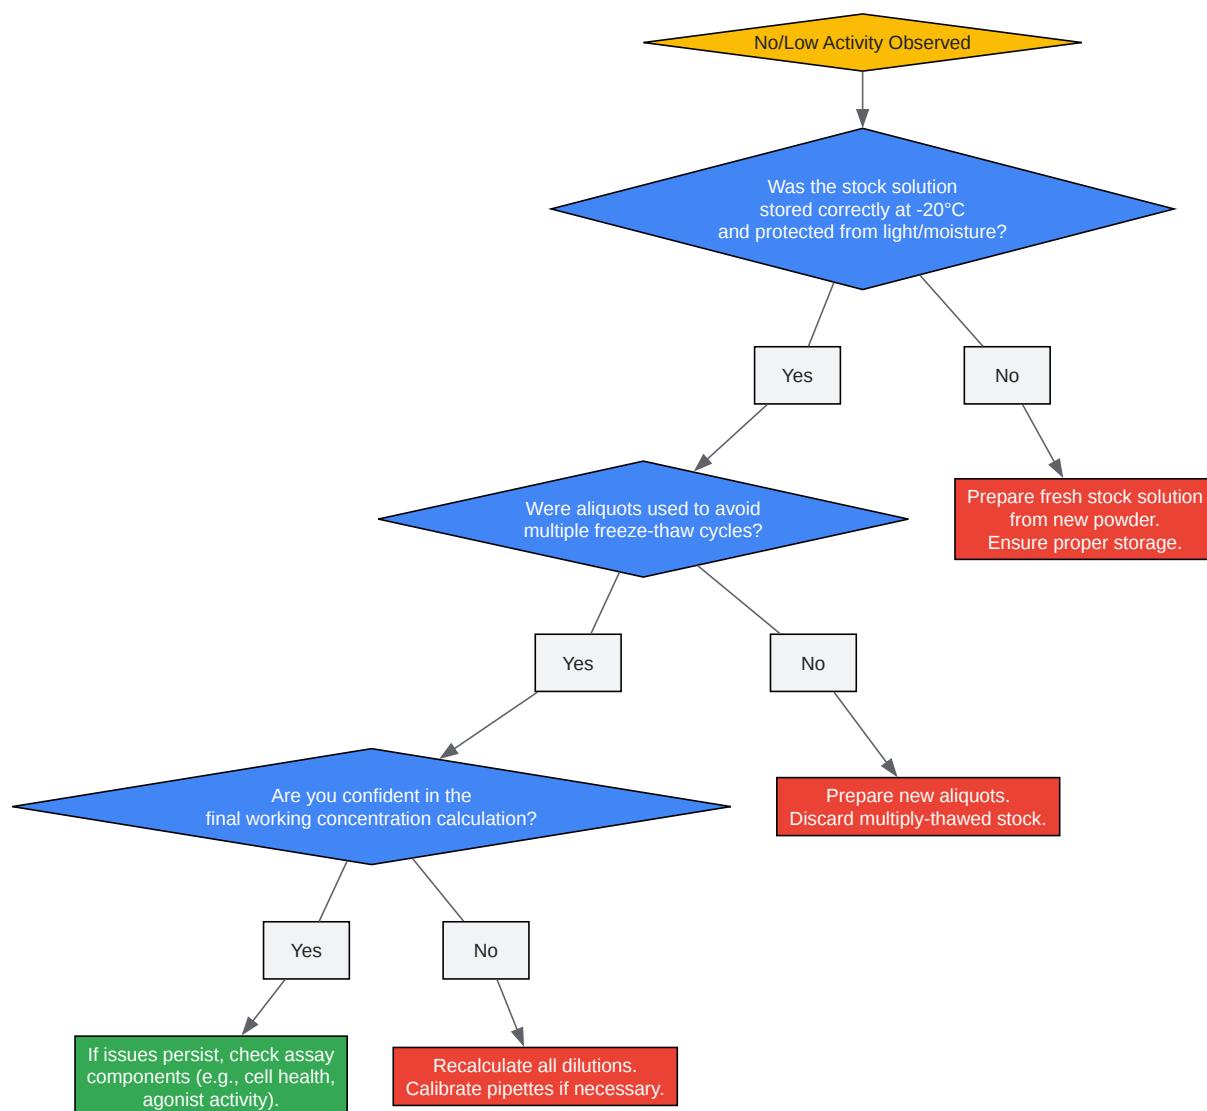 No/Low Activity Observed
Was the stock solution
stored correctly at -20°C
and protected from light/moisture?
Yes
No
Were aliquots used to avoid
multiple freeze-thaw cycles?
Prepare fresh stock solution
from new powder.
Ensure proper storage.
Yes
No
Are you confident in the
final working concentration calculation?
Prepare new aliquots.
Discard multiply-thawed stock.
Yes
No
If issues persist, check assay
components (e.g., cell health,
agonist activity).
Recalculate all dilutions.
Calibrate pipettes if necessary.